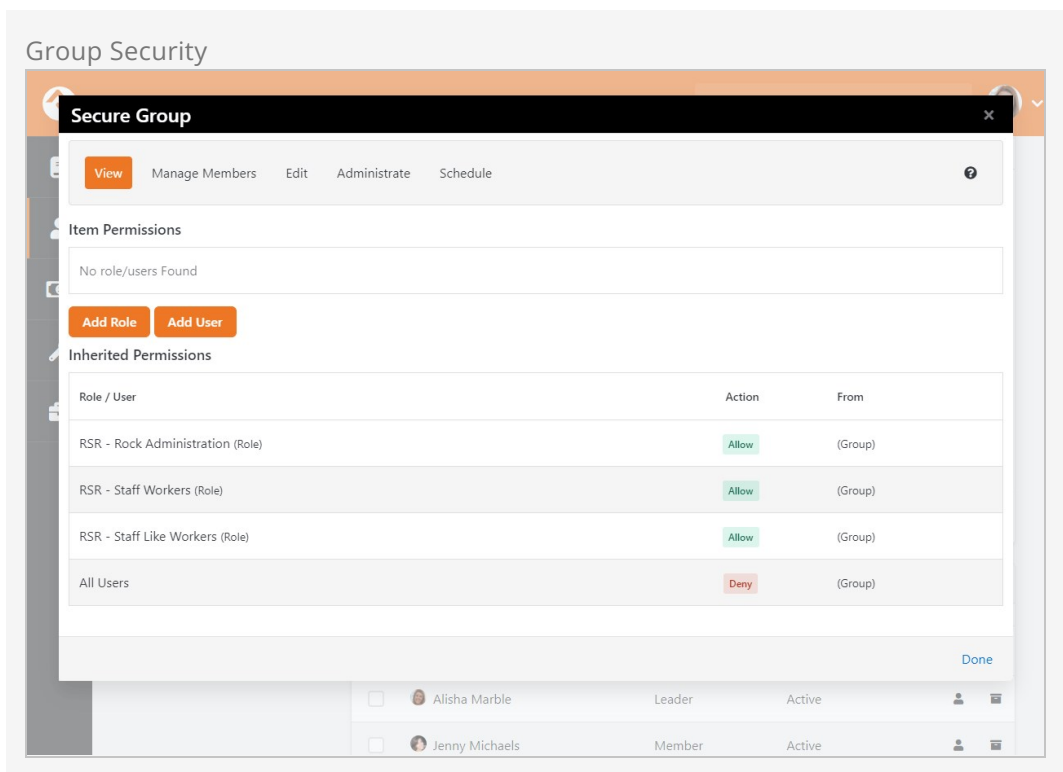 Group Security
Secure Group ×
View Manage Members Edit Administrate Schedule ?
Item Permissions
No role/users Found
Add Role Add User
Inherited Permissions
Role / User Action From
RSR - Rock Administration (Role) Allow (Group)
RSR - Staff Workers (Role) Allow (Group)
RSR - Staff Like Workers (Role) Allow (Group)
All Users Deny (Group)
Done
Alisha Marble Leader Active
Jenny Michaels Member Active